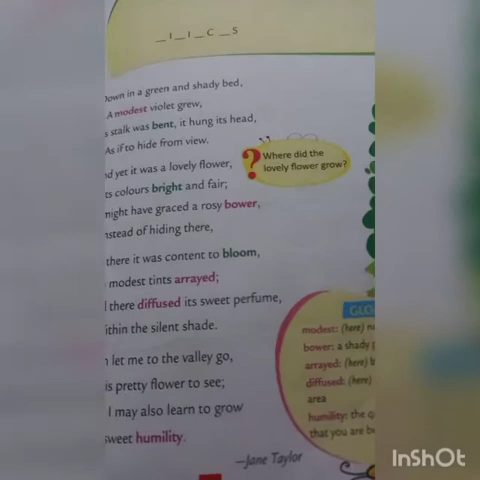 _ I _ I _ C _ S
Down in a green and shady bed,
A modest violet grew,
s stalk was bent, it hung its head,
As if to hide from view.
Where did the
lovely flower grow?
d yet it was a lovely flower,
ts colours bright and fair;
might have graced a rosy bower,
nstead of hiding there,
there it was content to bloom,
modest tints arrayed;
there diffused its sweet perfume,
ithin the silent shade.
let me to the valley go,
is pretty flower to see;
I may also learn to grow
sweet humility.
—Jane Taylor
GLO
modest: (here) n
bower: a shady p
arrayed: (here) b
diffused: (here)
area
humility: the q
that you are b
InShOt